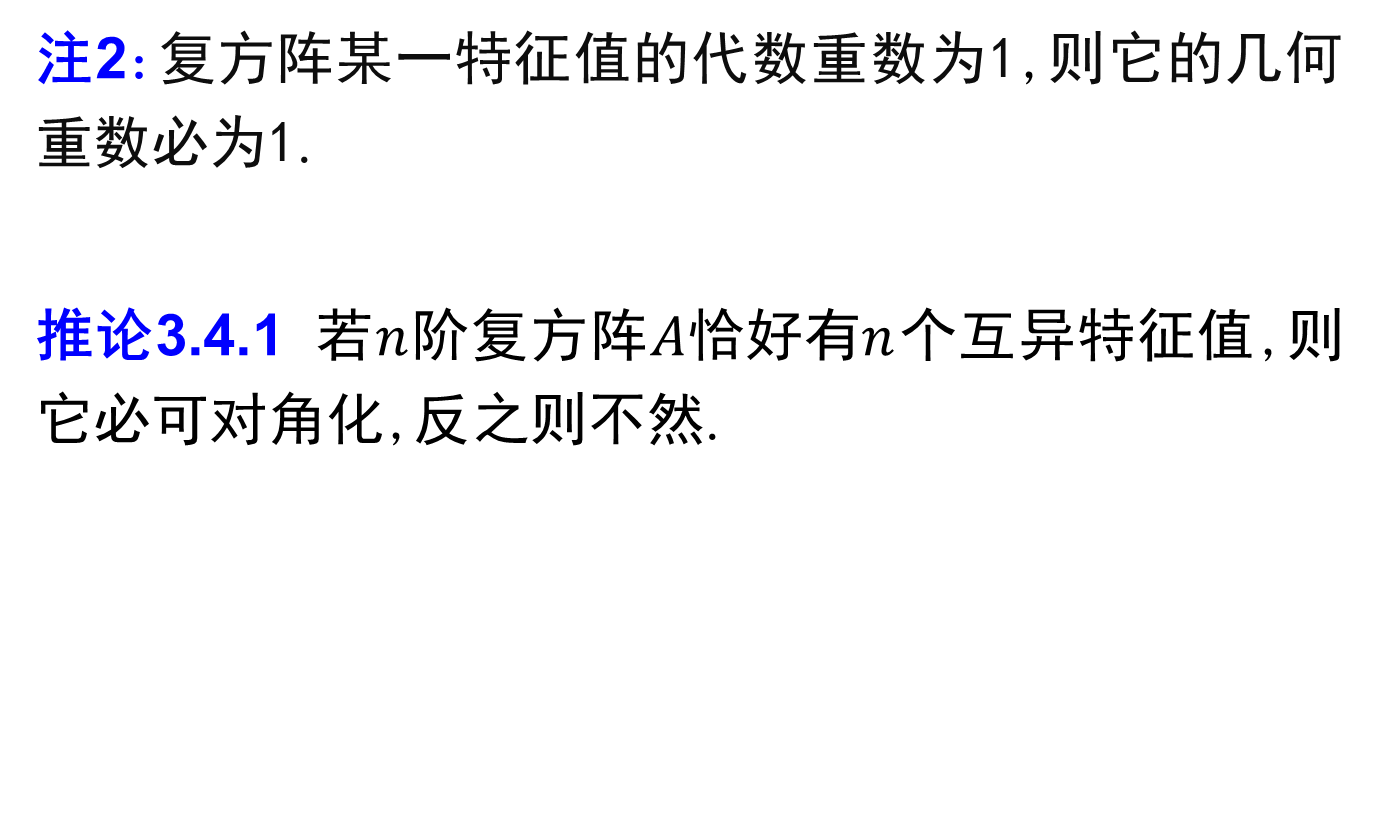 注2: 复方阵某一特征值的代数重数为1,则它的几何
重数必为1.
推论3.4.1 若n阶复方阵A恰好有n个互异特征值,则
它必可对角化,反之则不然.